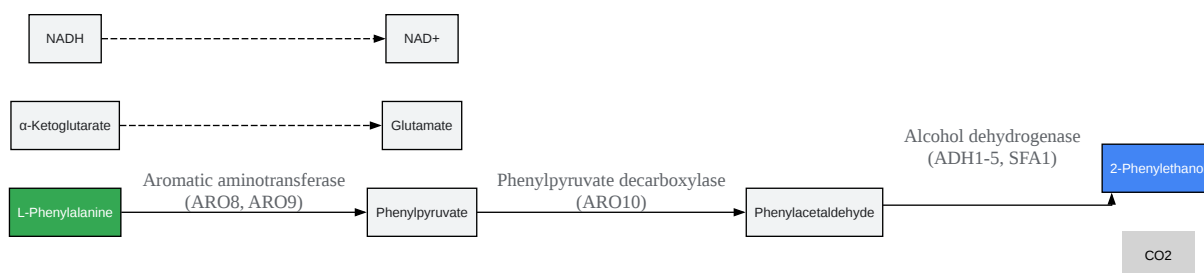 NADH
NAD+
α-Ketoglutarate
Glutamate
Alcohol dehydrogenase
(ADH1-5, SFA1)
2-Phenylethano
L-Phenylalanine
Aromatic aminotransferase
(ARO8, ARO9)
Phenylpyruvate
Phenylpyruvate decarboxylase
(ARO10)
Phenylacetaldehyde
CO2